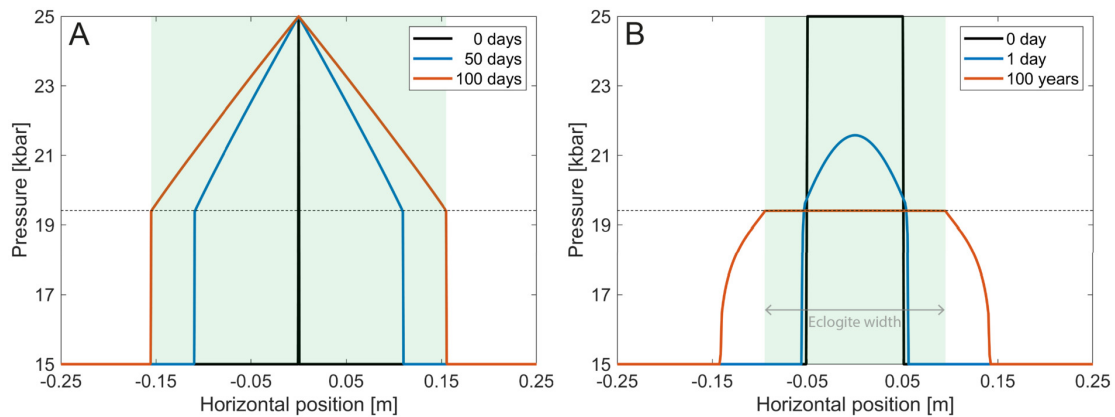 A
0 days
50 days
100 days
25
23
21
19
17
15
Pressure [kbar]
-0.25
-0.15
-0.05
0.05
0.15
0.25
Horizontal position [m]
B
0 day
1 day
100 years
25
23
21
19
17
15
Pressure [kbar]
Eclogite width
-0.25
-0.15
-0.05
0.05
0.15
0.25
Horizontal position [m]